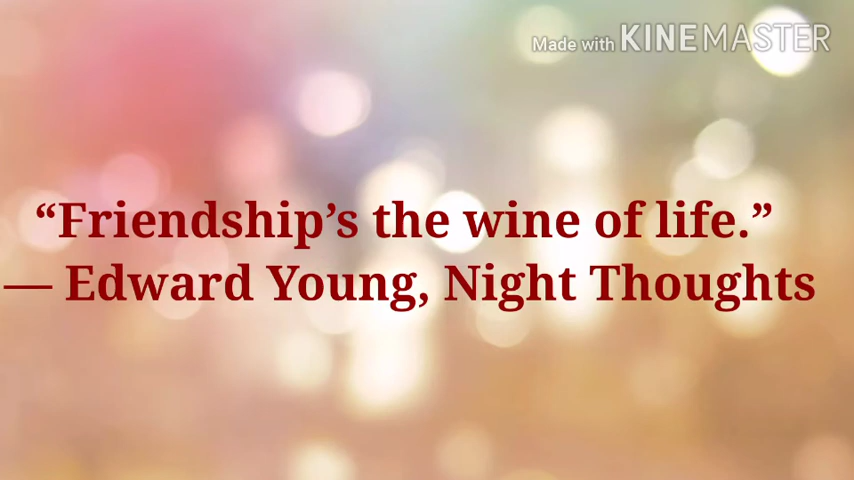 Made with KINEMASTER
“Friendship’s the wine of life.”
— Edward Young, Night Thoughts